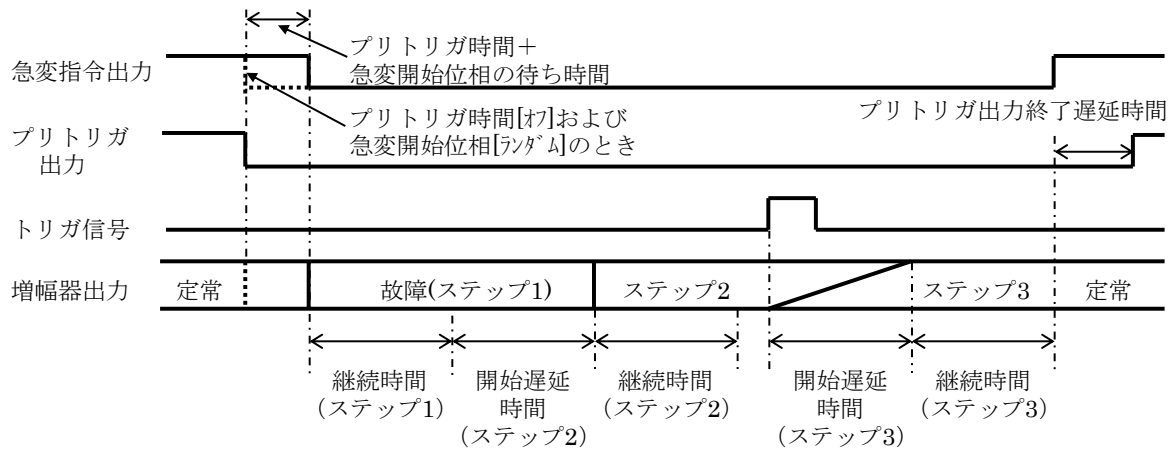 プリトリガ時間＋
急変開始位相の待ち時間
急変指令出力
プリトリガ出力終了遅延時間
プリトリガ時間[ｵﾌ]および
急変開始位相[ﾗﾝﾀﾞﾑ]のとき
プリトリガ
出力
トリガ信号
増幅器出力
定常
故障(ステップ1)
ステップ2
ステップ3
定常
継続時間
（ステップ1）
開始遅延
時間
(ステップ2)
継続時間
（ステップ2）
開始遅延
時間
(ステップ3)
継続時間
（ステップ3）